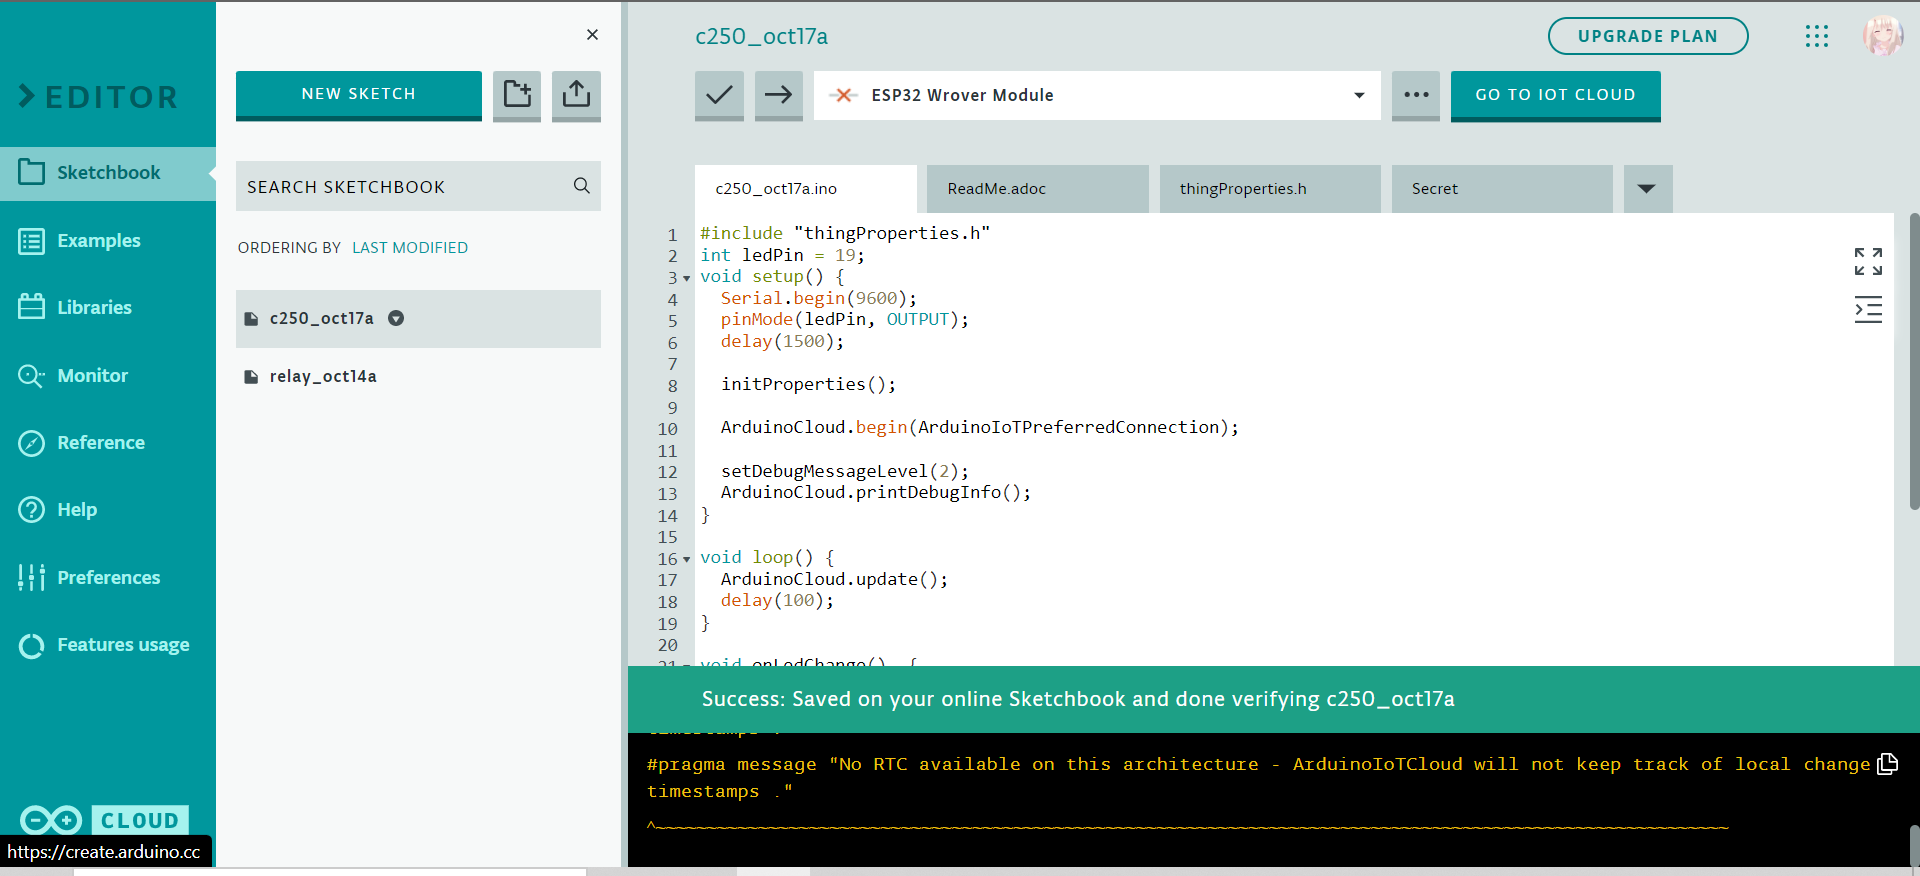 c250_oct17a
UPGRADE PLAN
EDITOR
NEW SKETCH
ESP32 Wrover Module
GO TO IOT CLOUD
Sketchbook
SEARCH SKETCHBOOK
c250_oct17a.ino
ReadMe.adoc
thingProperties.h
Secret
Examples
ORDERING BY LAST MODIFIED
Libraries
c250_oct17a
Monitor
relay_oct14a
Reference
Help
Preferences
Features usage
1 #include "thingProperties.h"
2 int ledPin = 19;
3 void setup() {
4 Serial.begin(9600);
5 pinMode(ledPin, OUTPUT);
6 delay(1500);
7
8 initProperties();
9
10 ArduinoCloud.begin(ArduinoIoTPreferredConnection);
11
12 setDebugMessageLevel(2);
13 ArduinoCloud.printDebugInfo();
14 }
15
16 void loop() {
17 ArduinoCloud.update();
18 delay(100);
19 }
20
21 void onLedChange() {
Success: Saved on your online Sketchbook and done verifying c250_oct17a
timestamps .
#pragma message "No RTC available on this architecture - ArduinoIoTCloud will not keep track of local change
timestamps ."
^~~~~~~~~~~~~~~~~~~~~~~~~~~~~~~~~~~~~~~~~~~~~~~~~~~~~~~~~~~~~~~~~~~~~~~~~~~~~~~~~~~~~~~~~~~~~~~~~~~~~~~
CLOUD
https://create.arduino.cc